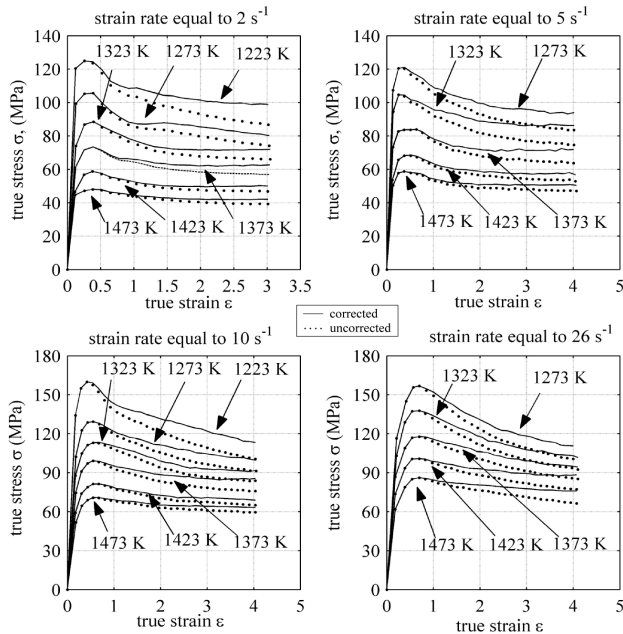 strain rate equal to 2 s⁻¹
140
120
100
80
60
40
20
0
true stress σ, (MPa)
1323 K
1273 K
1223 K
1473 K
1423 K
1373 K
0 0.5 1 1.5 2 2.5 3 3.5
true strain ε
strain rate equal to 5 s⁻¹
140
120
100
80
60
40
20
0
true stress σ, (MPa)
1323 K
1273 K
1473 K
1423 K
1373 K
0 1 2 3 4 5
true strain ε
corrected
uncorrected
strain rate equal to 10 s⁻¹
180
150
120
90
60
30
0
true stress σ (MPa)
1323 K
1273 K
1223 K
1473 K
1423 K
1373 K
0 1 2 3 4 5
true strain ε
strain rate equal to 26 s⁻¹
180
150
120
90
60
30
0
true stress σ (MPa)
1323 K
1273 K
1473 K
1423 K
1373 K
0 1 2 3 4 5
true strain ε